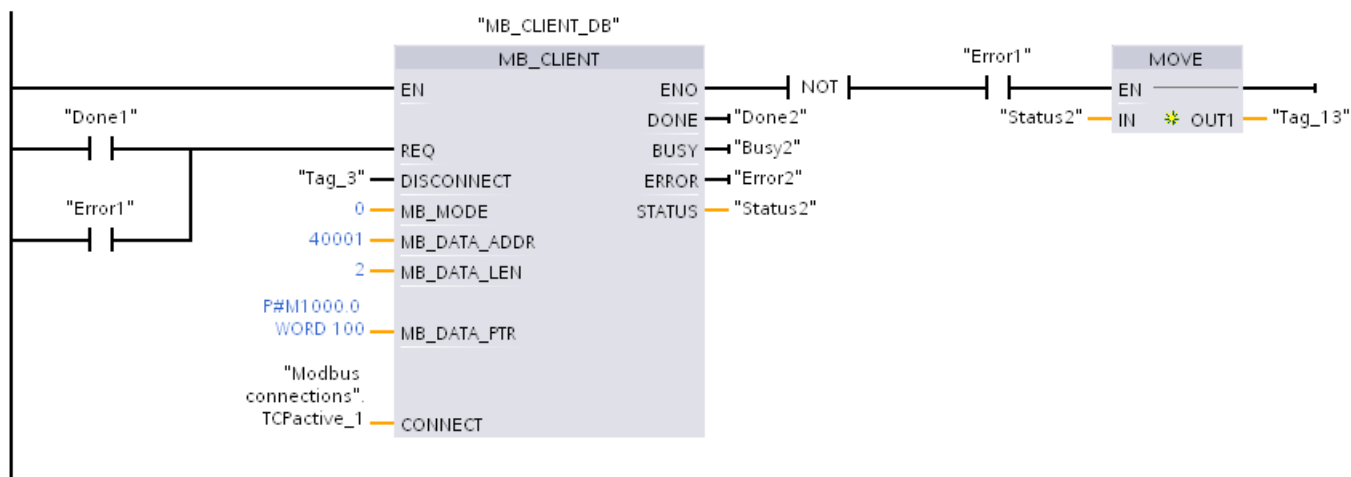 "MB_CLIENT_DB"
MB_CLIENT
"Error1"
MOVE
EN
ENO
NOT
EN
"Done1"
DONE
"Done2"
"Status2"
IN
OUT1
"Tag_13"
REQ
BUSY
"Busy2"
"Tag_3"
DISCONNECT
ERROR
"Error2"
"Error1"
0
MB_MODE
STATUS
"Status2"
40001
MB_DATA_ADDR
2
MB_DATA_LEN
P#M1000.0
WORD 100
MB_DATA_PTR
"Modbus
connections".
TCPactive_1
CONNECT